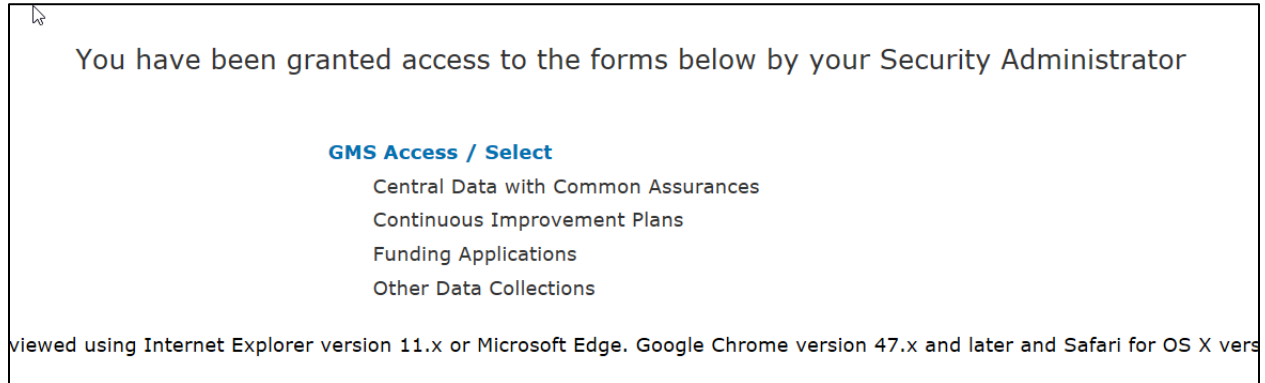 You have been granted access to the forms below by your Security Administrator
GMS Access / Select
Central Data with Common Assurances
Continuous Improvement Plans
Funding Applications
Other Data Collections
viewed using Internet Explorer version 11.x or Microsoft Edge. Google Chrome version 47.x and later and Safari for OS X vers